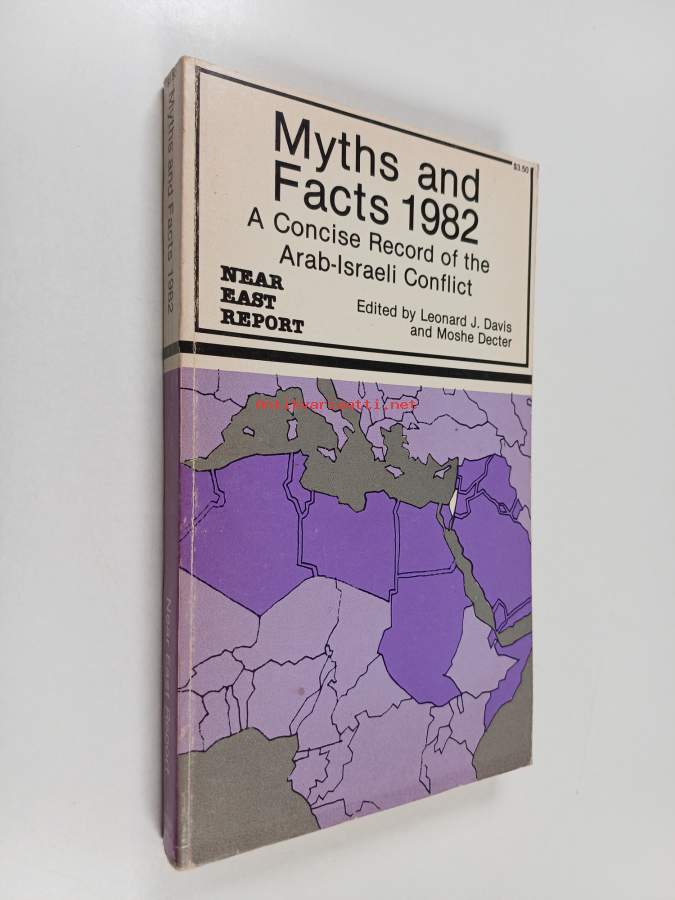 Myths and
Facts 1982
A Concise Record of the
Arab-Israeli Conflict
NEAR
EAST
REPORT
Edited by Leonard J. Davis
and Moshe Decter
$3.50
Myths and Facts 1982
Near East Report
Antikvariaatti.net